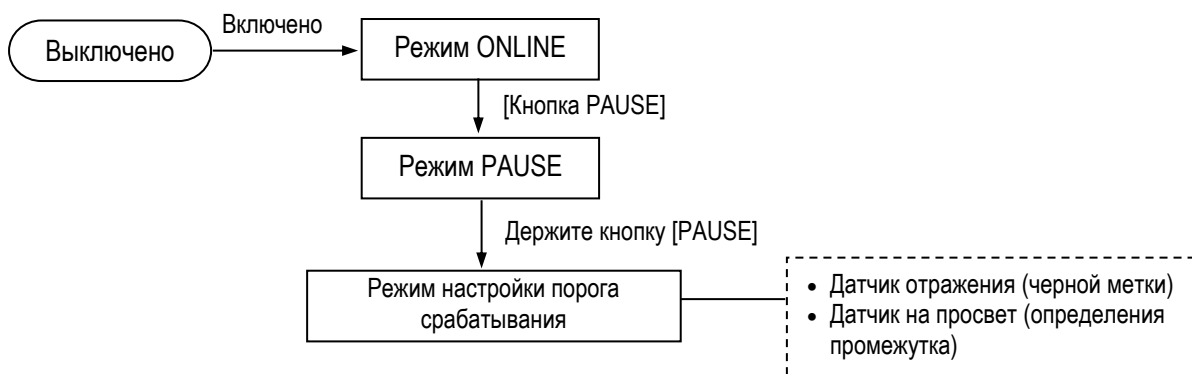 Включено
Выключено
Режим ONLINE
[Кнопка PAUSE]
Режим PAUSE
Держите кнопку [PAUSE]
Режим настройки порога
срабатывания
• Датчик отражения (черной метки)
• Датчик на просвет (определения
промежутка)